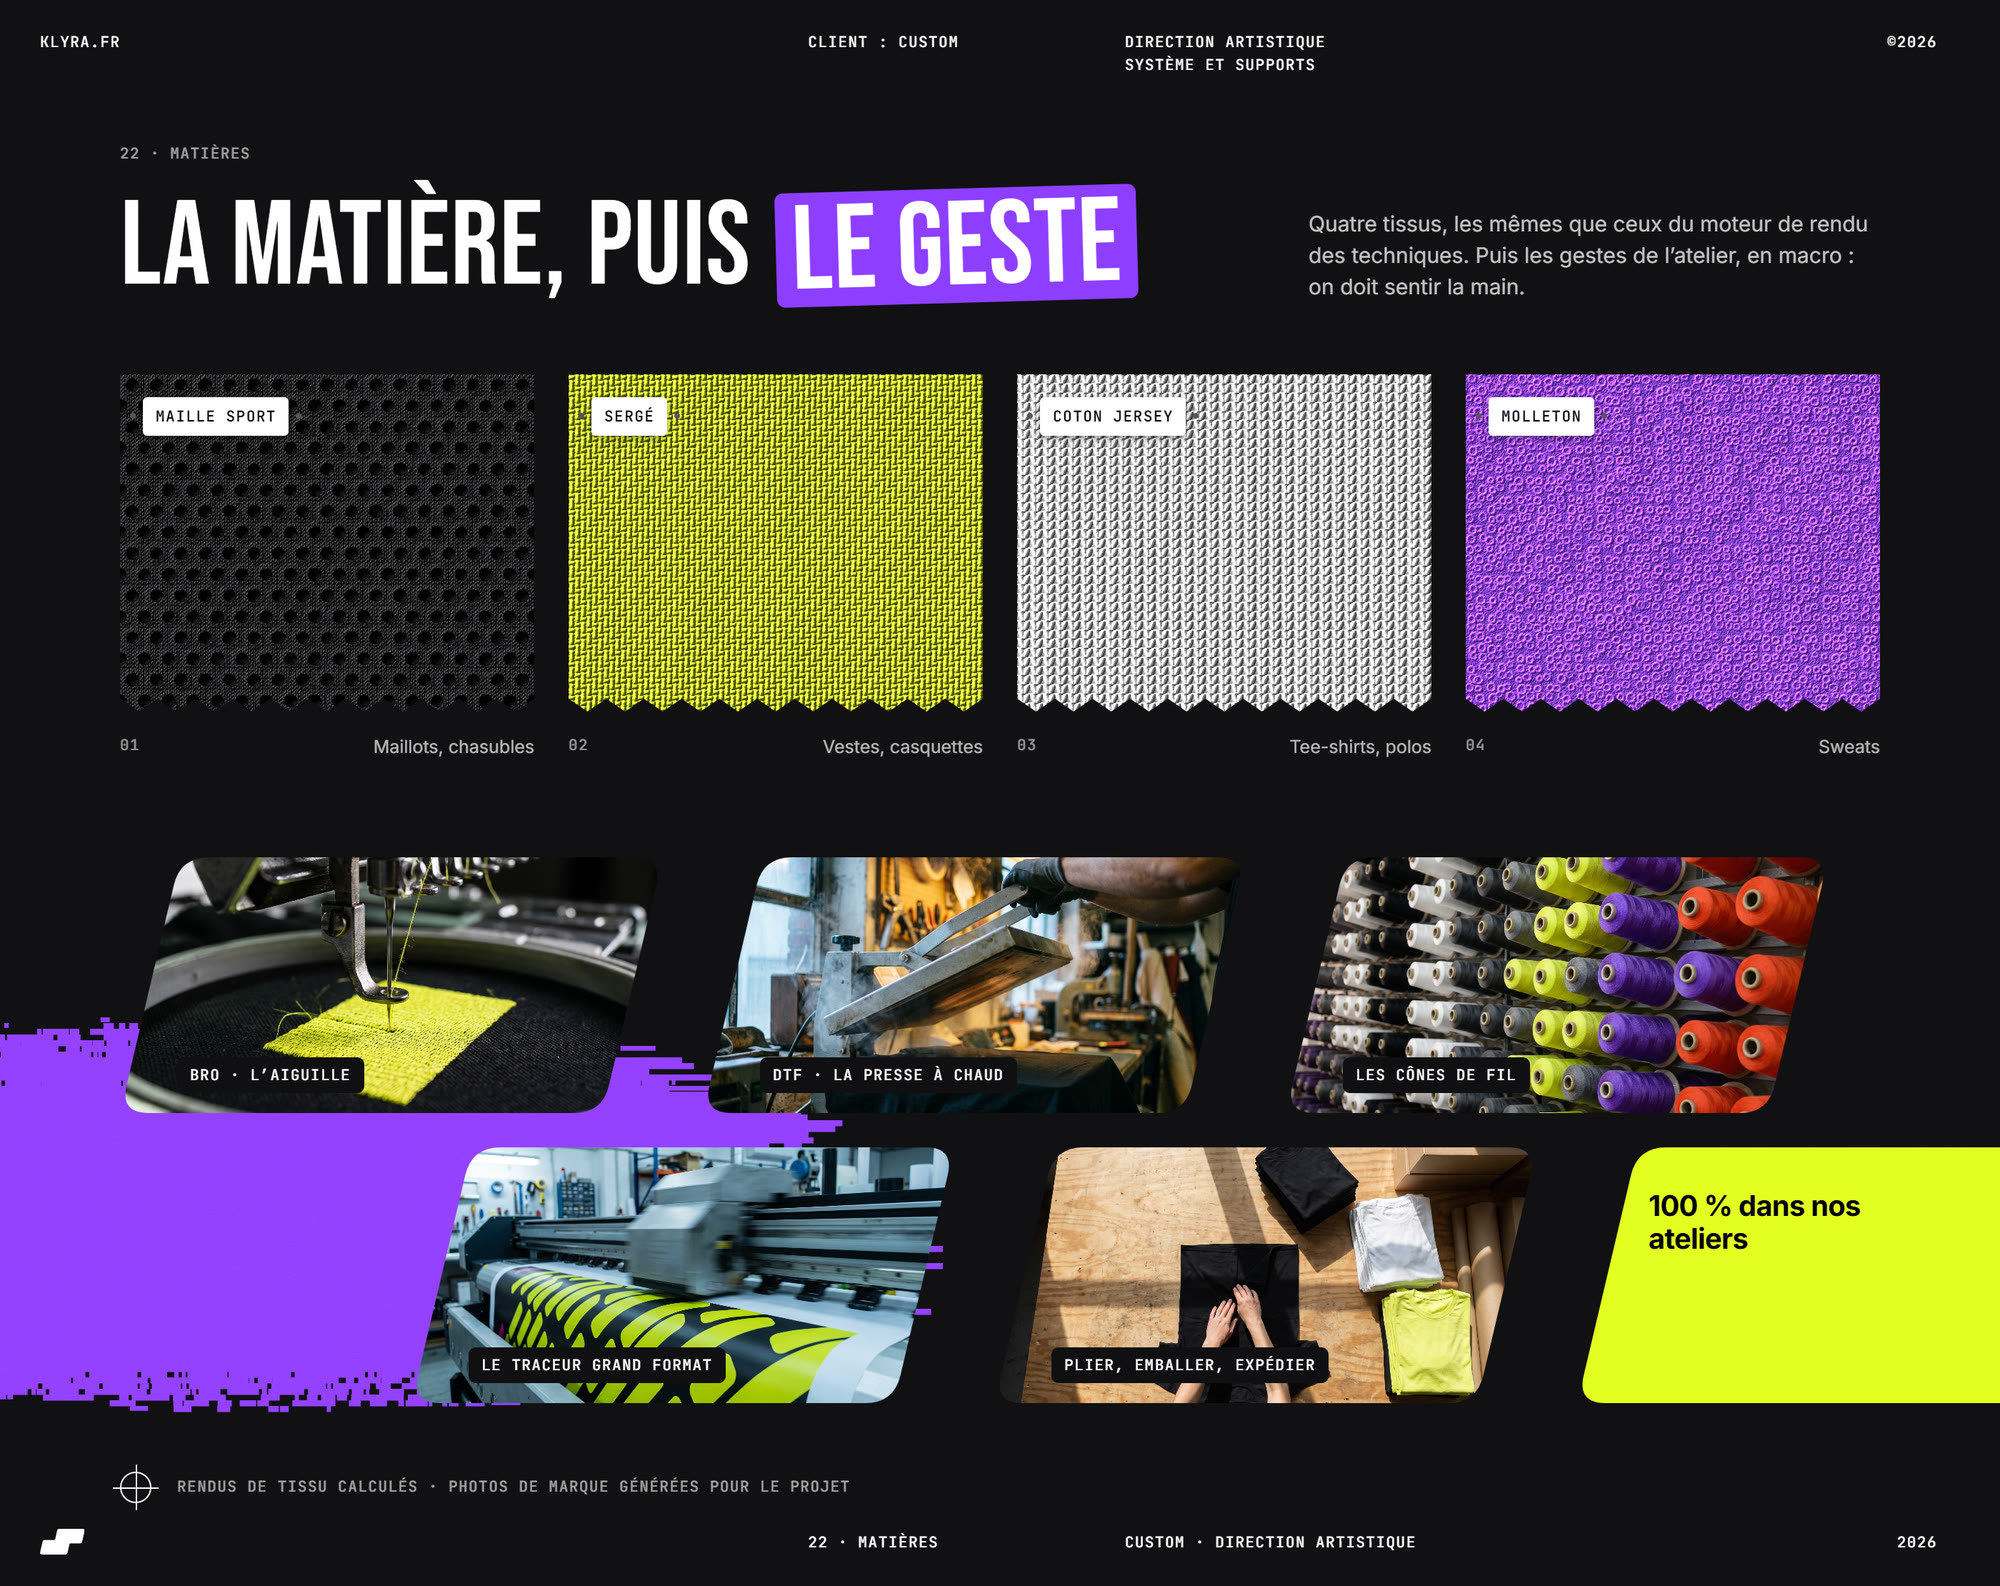 KLYRA.FR
CLIENT : CUSTOM
DIRECTION ARTISTIQUE
SYSTÈME ET SUPPORTS
©2026
22 · MATIÈRES
LA MATIÈRE, PUIS LE GESTE
Quatre tissus, les mêmes que ceux du moteur de rendu
des techniques. Puis les gestes de l’atelier, en macro :
on doit sentir la main.
MAILLE SPORT
SERGÉ
COTON JERSEY
MOLLETON
01
Maillots, chasubles
02
Vestes, casquettes
03
Tee-shirts, polos
04
Sweats
BRO · L’AIGUILLE
DTF · LA PRESSE À CHAUD
LES CÔNES DE FIL
LE TRACEUR GRAND FORMAT
PLIER, EMBALLER, EXPÉDIER
100 % dans nos
ateliers
RENDUS DE TISSU CALCULÉS · PHOTOS DE MARQUE GÉNÉRÉES POUR LE PROJET
22 · MATIÈRES
CUSTOM · DIRECTION ARTISTIQUE
2026